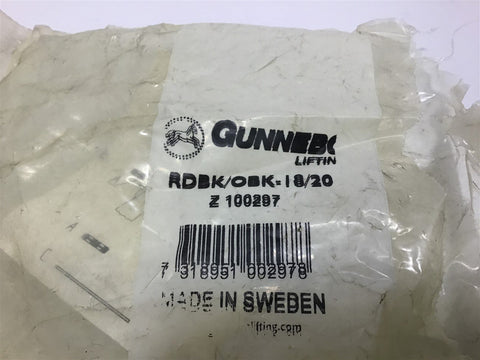 GUNNEBO
LIFTIN
RDBK/OBK-18/20
Z 100297
7 318951 002978
MADE IN SWEDEN
lifting.com
A